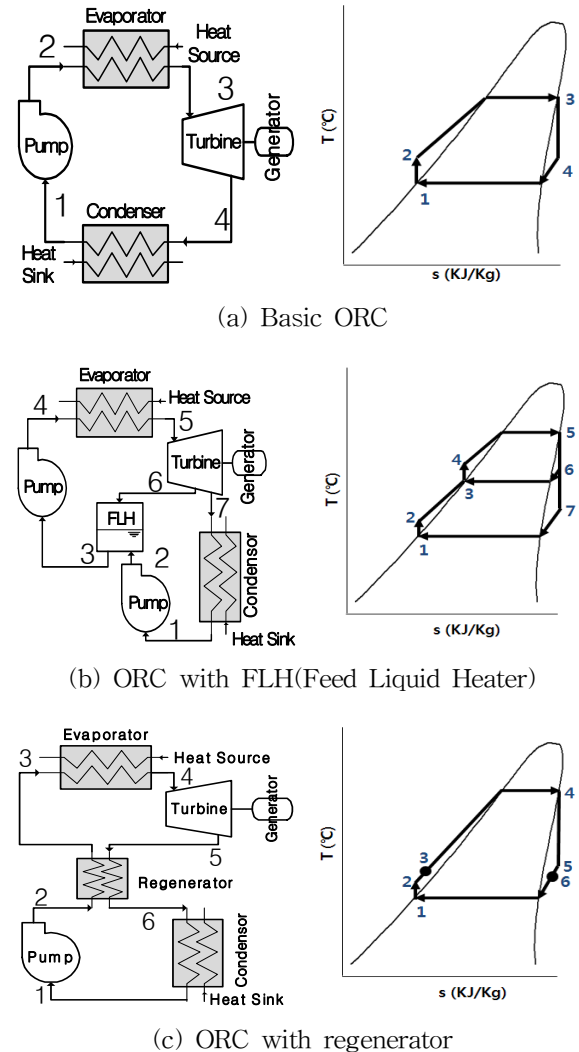 Evaporator
2
Heat
Source
3
Pump
Turbine
Generator
1
Condenser
4
Heat
Sink
T (℃)
3
2
4
1
s (KJ/Kg)
(a) Basic ORC
Evaporator
4
Heat Source
5
Turbine
Generator
Pump
6
7
FLH
3
2
Condensor
Pump
1
Heat Sink
T (℃)
5
4
6
3
7
2
1
s (KJ/Kg)
(b) ORC with FLH(Feed Liquid Heater)
Evaporator
3
Heat Source
4
Turbine
Generator
5
Regenerator
2
6
Pump
Condensor
1
Heat Sink
T (℃)
4
3
5
2
6
1
s (KJ/Kg)
(c) ORC with regenerator